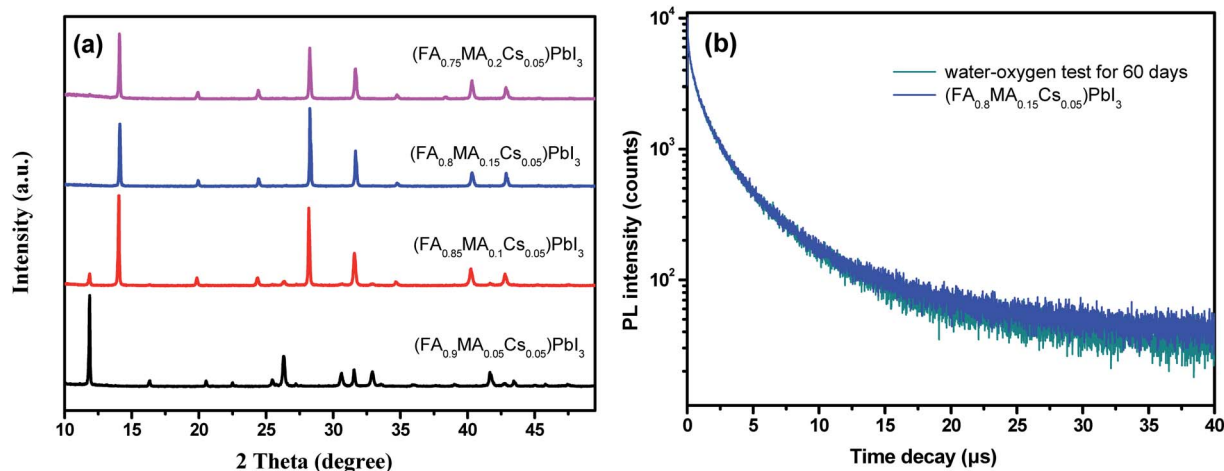 (a)
(FA0.75MA0.2Cs0.05)PbI3
(FA0.8MA0.15Cs0.05)PbI3
(FA0.85MA0.1Cs0.05)PbI3
(FA0.9MA0.05Cs0.05)PbI3
Intensity (a.u.)
10 15 20 25 30 35 40 45
2 Theta (degree)
(b)
water-oxygen test for 60 days
(FA0.8MA0.15Cs0.05)PbI3
PL intensity (counts)
10^4
10^3
10^2
0 5 10 15 20 25 30 35 40
Time decay (µs)